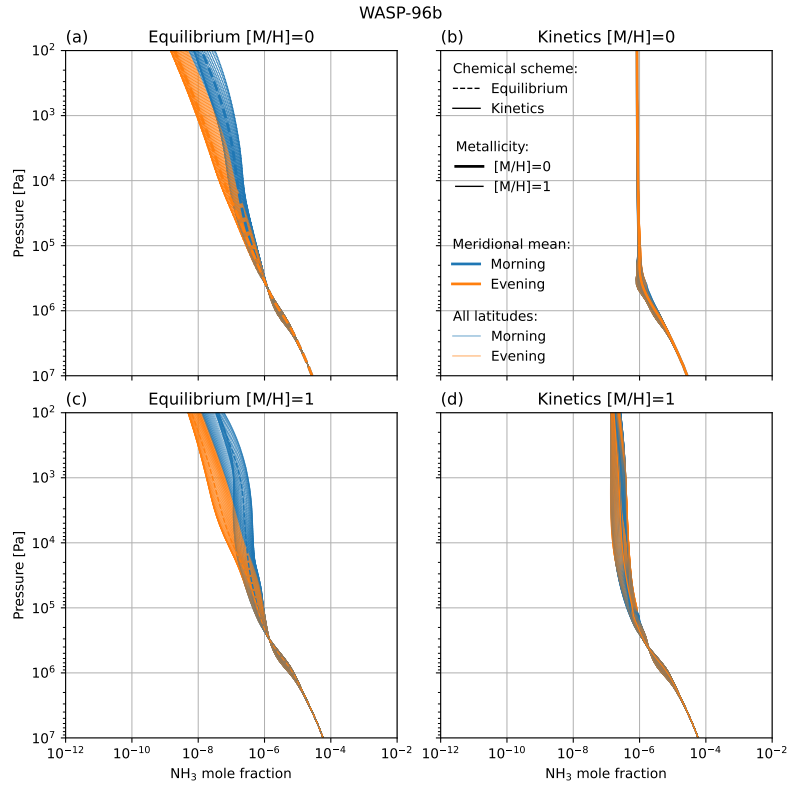 WASP-96b
(a) Equilibrium [M/H]=0
(b) Kinetics [M/H]=0
Pressure [Pa]
10²
10³
10⁴
10⁵
10⁶
10⁷
Chemical scheme:
Equilibrium
Kinetics
Metallicity:
[M/H]=0
[M/H]=1
Meridional mean:
Morning
Evening
All latitudes:
Morning
Evening
(c) Equilibrium [M/H]=1
(d) Kinetics [M/H]=1
Pressure [Pa]
10²
10³
10⁴
10⁵
10⁶
10⁷
10⁻¹² 10⁻¹⁰ 10⁻⁸ 10⁻⁶ 10⁻⁴ 10⁻²
NH₃ mole fraction
10⁻¹² 10⁻¹⁰ 10⁻⁸ 10⁻⁶ 10⁻⁴ 10⁻²
NH₃ mole fraction